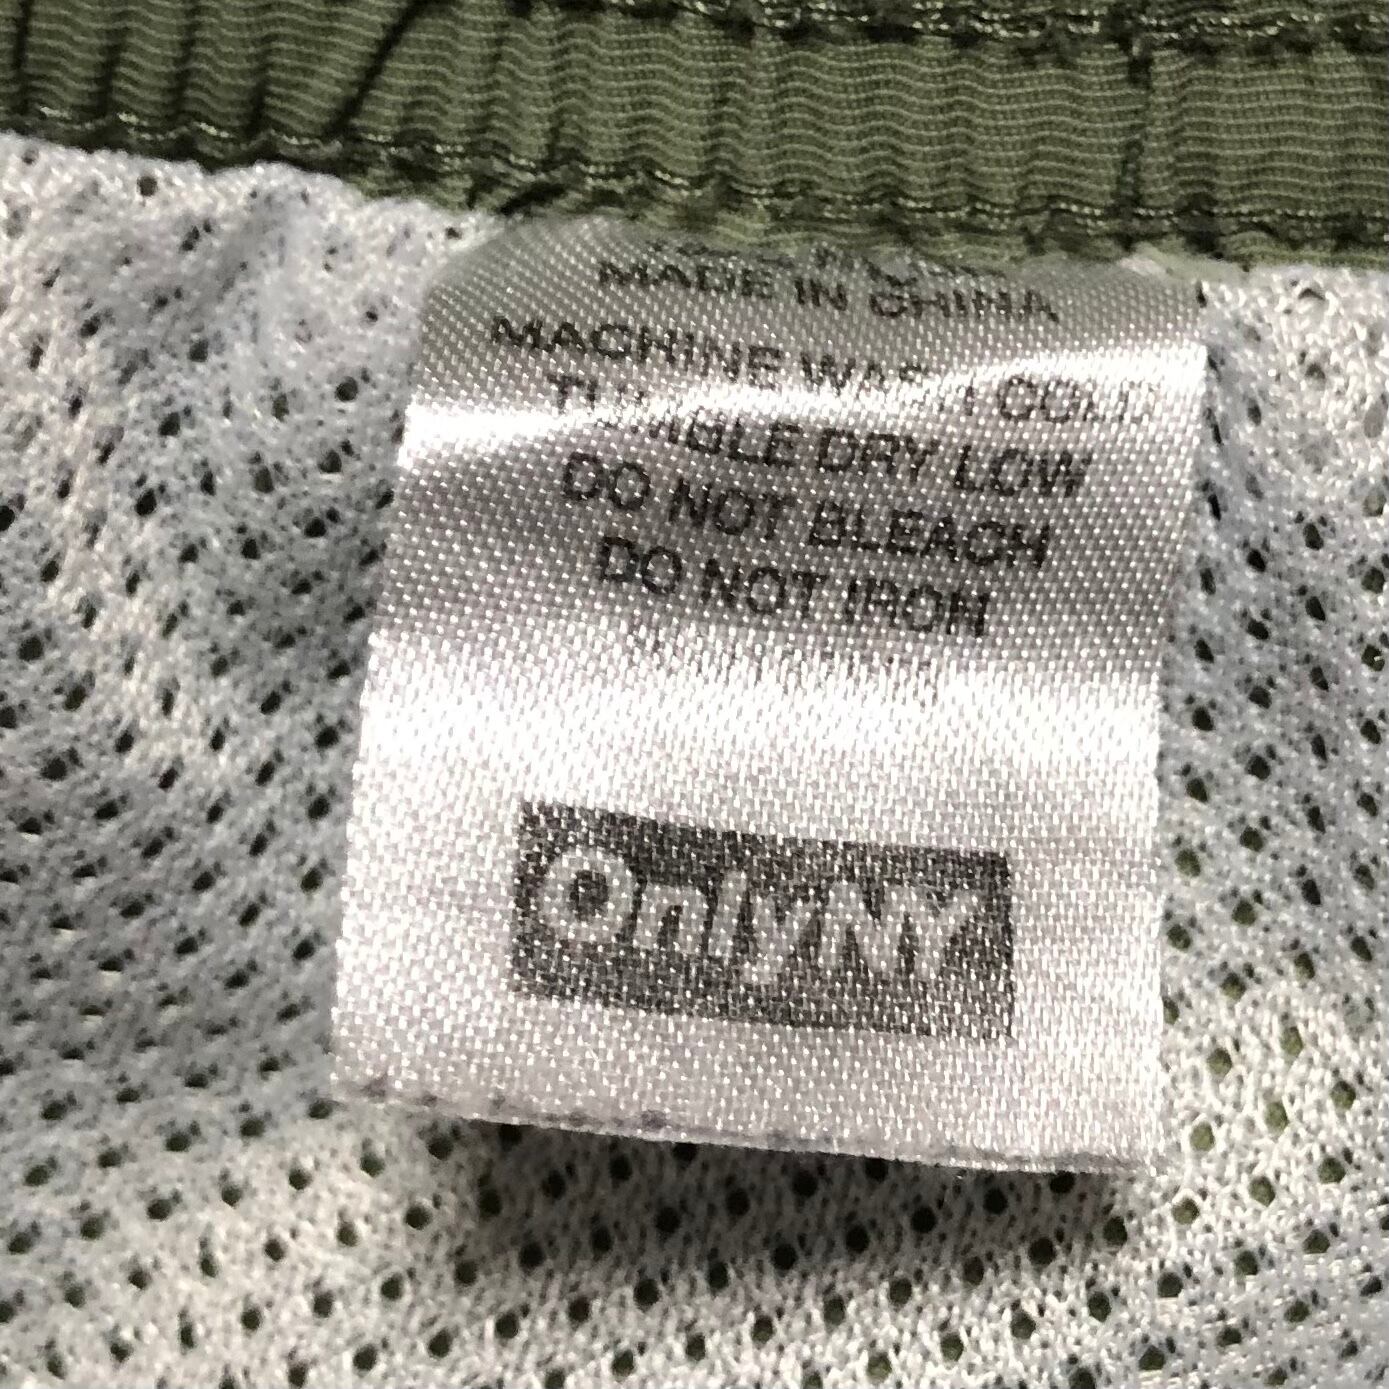 MADE IN CHINA
MACHINE WASH COLD
TUMBLE DRY LOW
DO NOT BLEACH
DO NOT IRON
OnlyNY